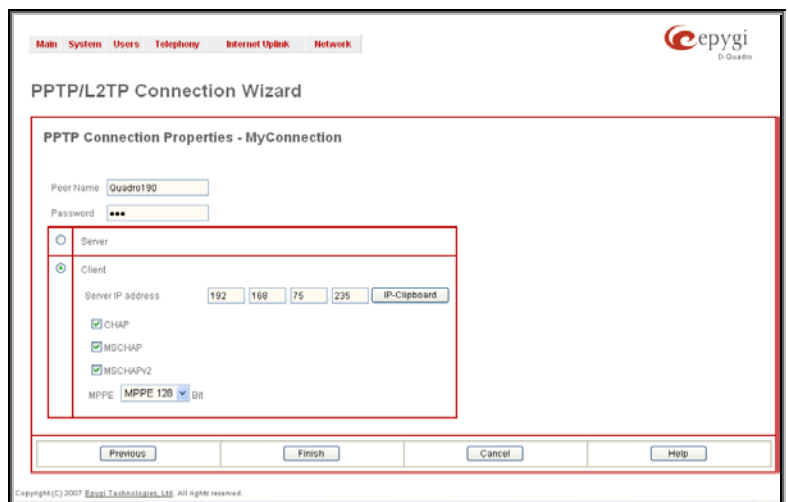 Main System Users Telephony Internet Uplink Network
epygi
D-Quadro
PPTP/L2TP Connection Wizard
PPTP Connection Properties - MyConnection
Peer Name Quadro190
Password •••
Server
Client
Server IP address 192 168 75 235 IP-Clipboard
CHAP
MSCHAP
MSCHAPv2
MPPE MPPE 128 Bit
Previous Finish Cancel Help
Copyright (C) 2007 Epygi Technologies, Ltd. All rights reserved.